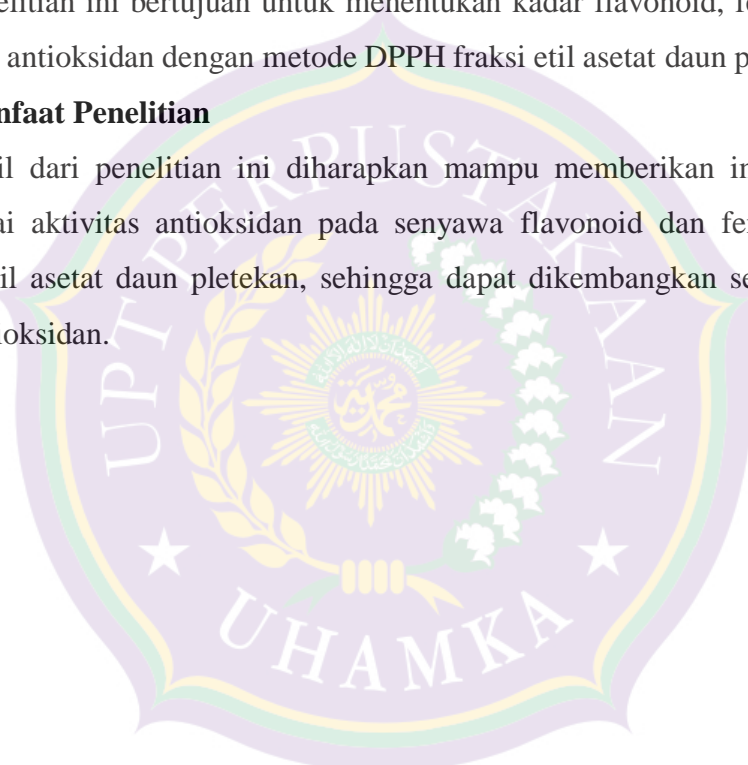 elitian ini bertujuan untuk menentukan kadar flavonoid, f
antioksidan dengan metode DPPH fraksi etil asetat daun p
nfaat Penelitian
il dari penelitian ini diharapkan mampu memberikan in
ai aktivitas antioksidan pada senyawa flavonoid dan fe
il asetat daun pletekan, sehingga dapat dikembangkan se
ioksidan.
UPT PERPUSTAKAAN
UHAMKA